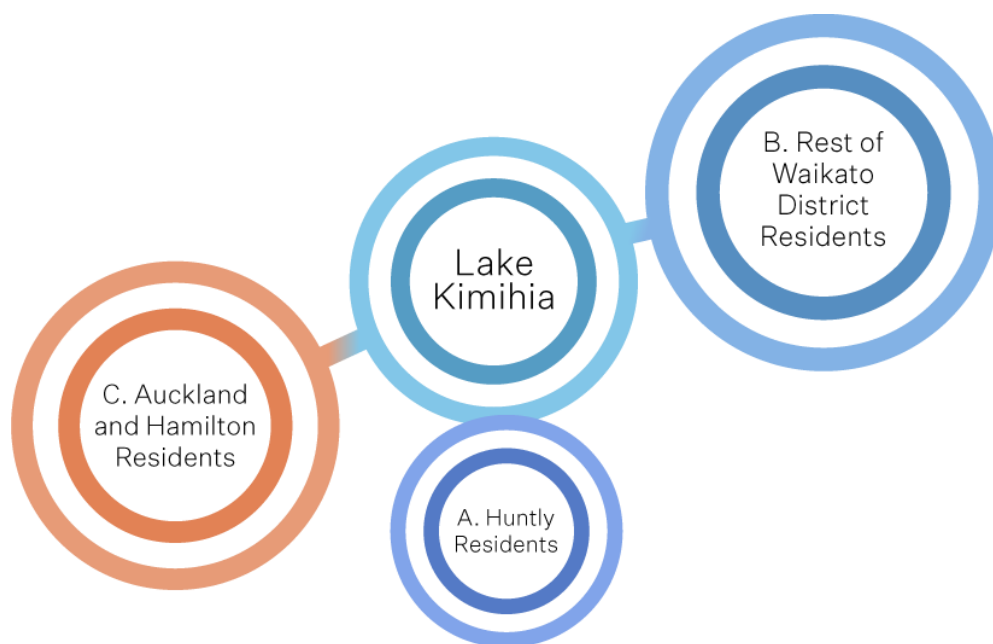 B. Rest of
Waikato
District
Residents
Lake
Kimihia
C. Auckland
and Hamilton
Residents
A. Huntly
Residents